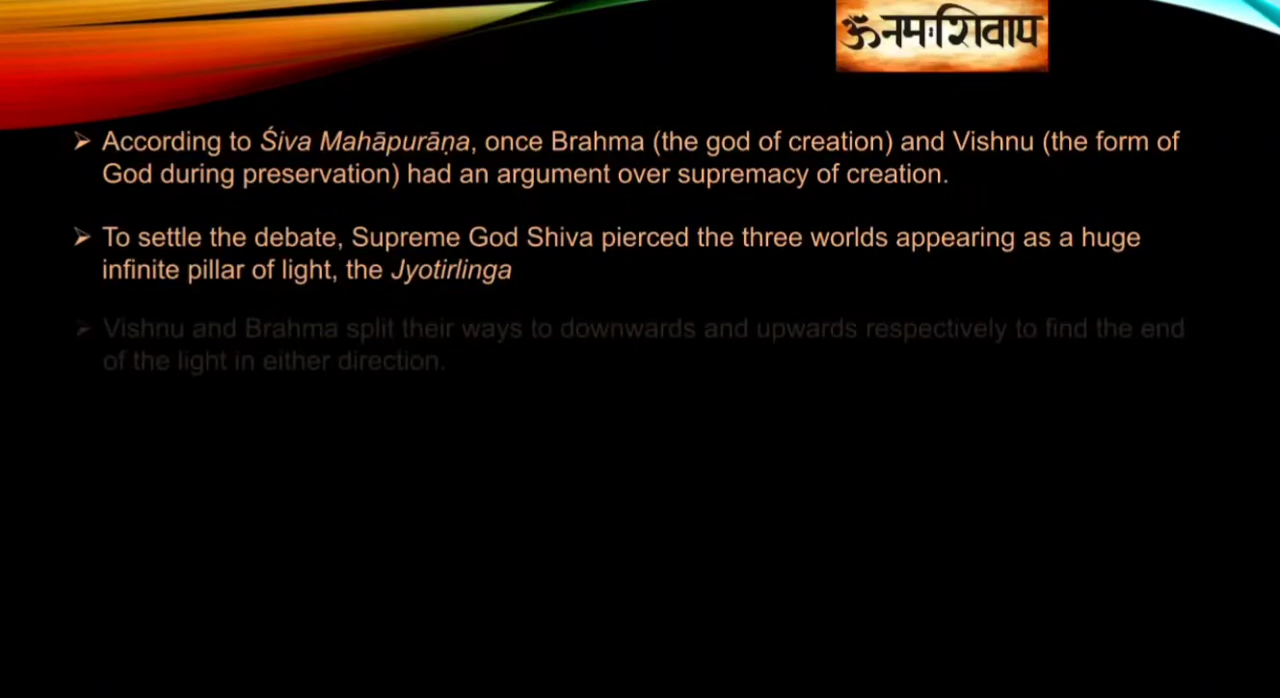 ॐनमःशिवाय
➢ According to Śiva Mahāpurāṇa, once Brahma (the god of creation) and Vishnu (the form of
God during preservation) had an argument over supremacy of creation.
➢ To settle the debate, Supreme God Shiva pierced the three worlds appearing as a huge
infinite pillar of light, the Jyotirlinga
➢ Vishnu and Brahma split their ways to downwards and upwards respectively to find the end
of the light in either direction.